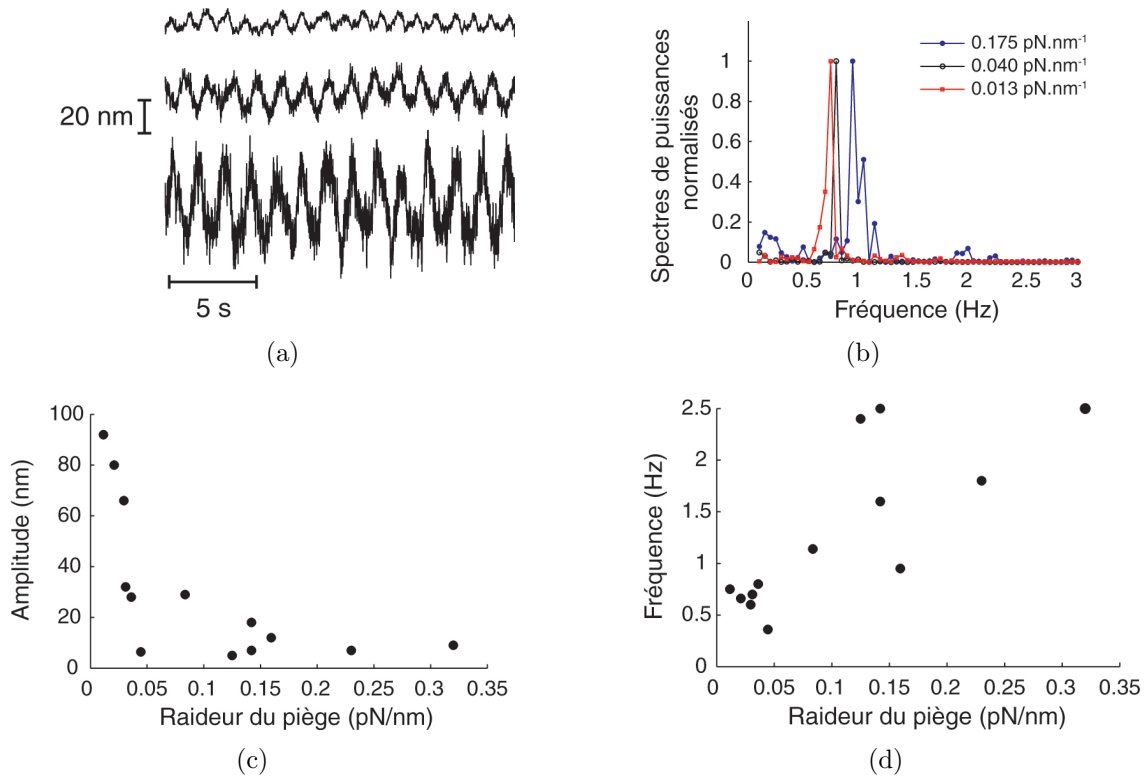 20 nm
5 s
(a)
Spectres de puissances
normalisés
1
0.8
0.6
0.4
0.2
0
0 0.5 1 1.5 2 2.5 3
Fréquence (Hz)
0.175 pN.nm⁻¹
0.040 pN.nm⁻¹
0.013 pN.nm⁻¹
(b)
Amplitude (nm)
100
80
60
40
20
0
0 0.05 0.1 0.15 0.2 0.25 0.3 0.35
Raideur du piège (pN/nm)
(c)
Fréquence (Hz)
2.5
2
1.5
1
0.5
0
0 0.05 0.1 0.15 0.2 0.25 0.3 0.35
Raideur du piège (pN/nm)
(d)